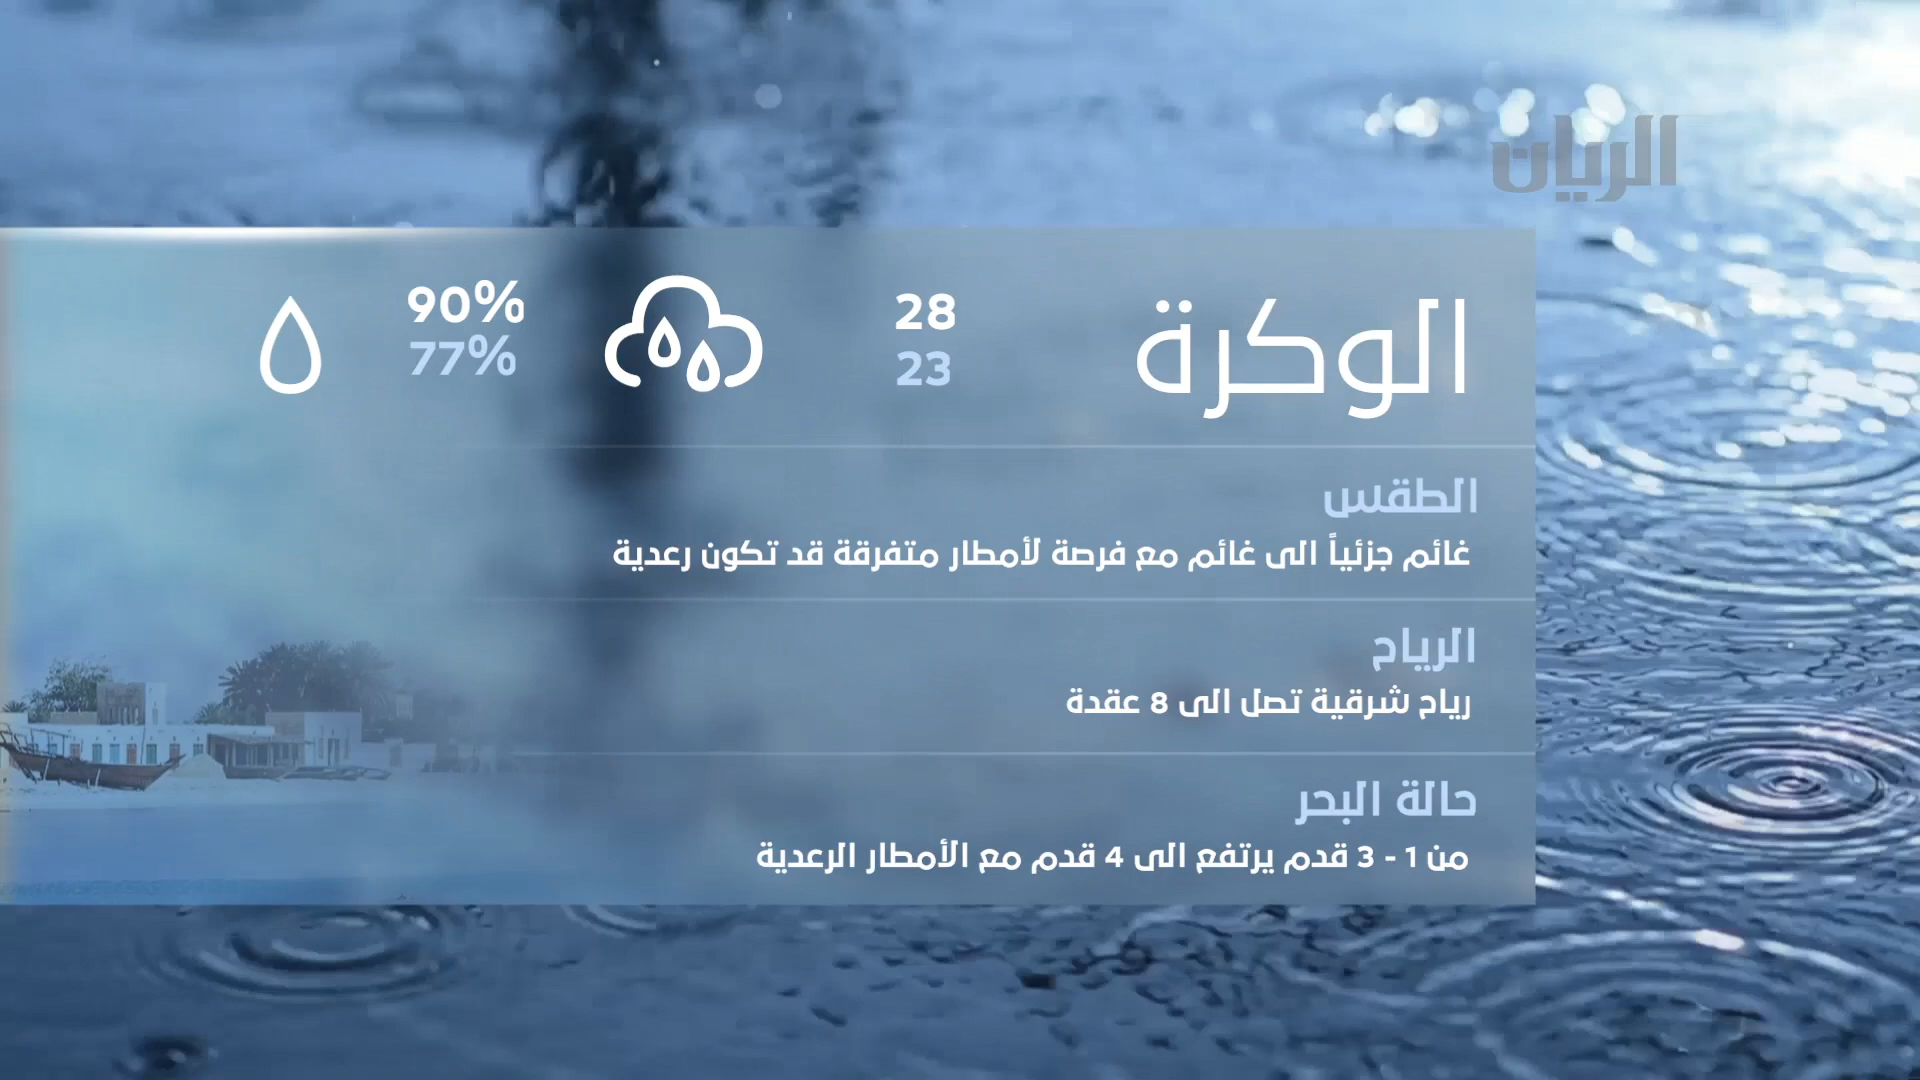 الريان
الوكرة
28
23
90%
77%
الطقس
غائم جزئياً الى غائم مع فرصة لأمطار متفرقة قد تكون رعدية
الرياح
رياح شرقية تصل الى 8 عقدة
حالة البحر
من 1 - 3 قدم يرتفع الى 4 قدم مع الأمطار الرعدية